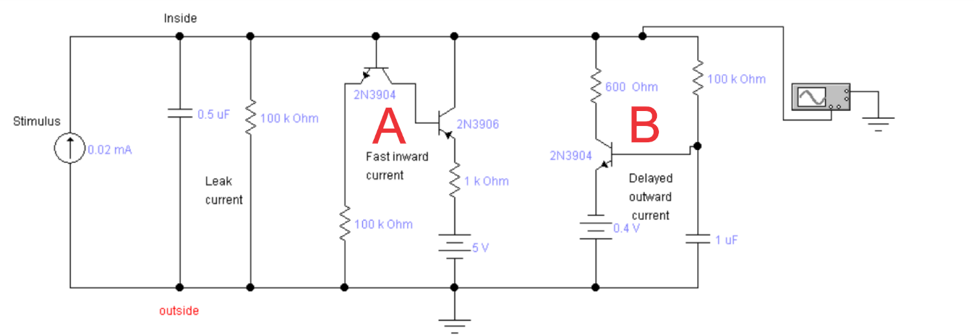 Inside
Stimulus
0.02 mA
0.5 uF
100 k Ohm
Leak
current
2N3904
A
Fast inward
current
100 k Ohm
2N3906
1 k Ohm
5 V
600 Ohm
B
2N3904
Delayed
outward
current
0.4 V
100 k Ohm
1 uF
outside